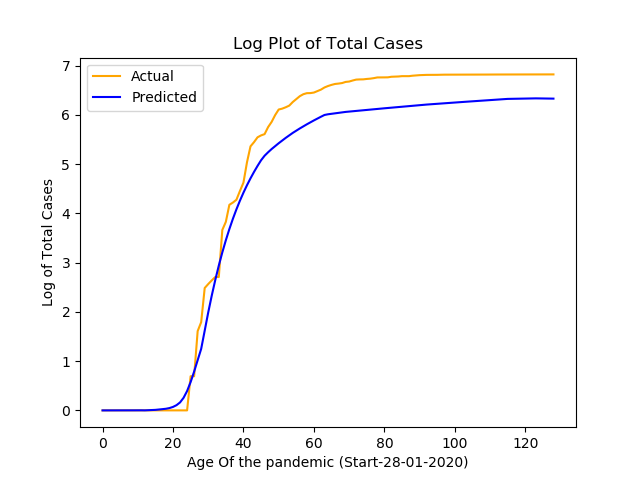 Log Plot of Total Cases
Actual
Predicted
Log of Total Cases
7
6
5
4
3
2
1
0
0 20 40 60 80 100 120
Age Of the pandemic (Start-28-01-2020)